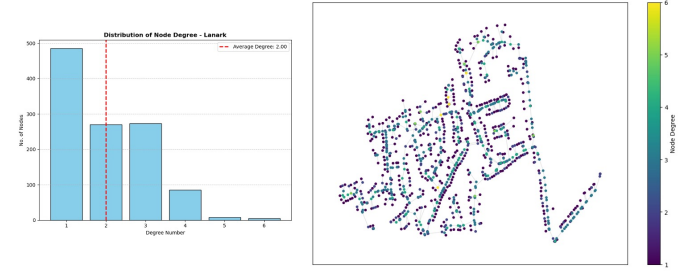 Distribution of Node Degree - Lanark
Average Degree: 2.00
No. of Nodes
500
400
300
200
100
0
1 2 3 4 5 6
Degree Number
6
5
4
3
2
1
Node Degree